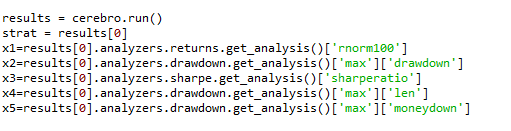 results = cerebro.run()
strat = results[0]
x1=results[0].analyzers.returns.get_analysis()['rnorm100']
x2=results[0].analyzers.drawdown.get_analysis()['max']['drawdown']
x3=results[0].analyzers.sharpe.get_analysis()['sharperatio']
x4=results[0].analyzers.drawdown.get_analysis()['max']['len']
x5=results[0].analyzers.drawdown.get_analysis()['max']['moneydown']